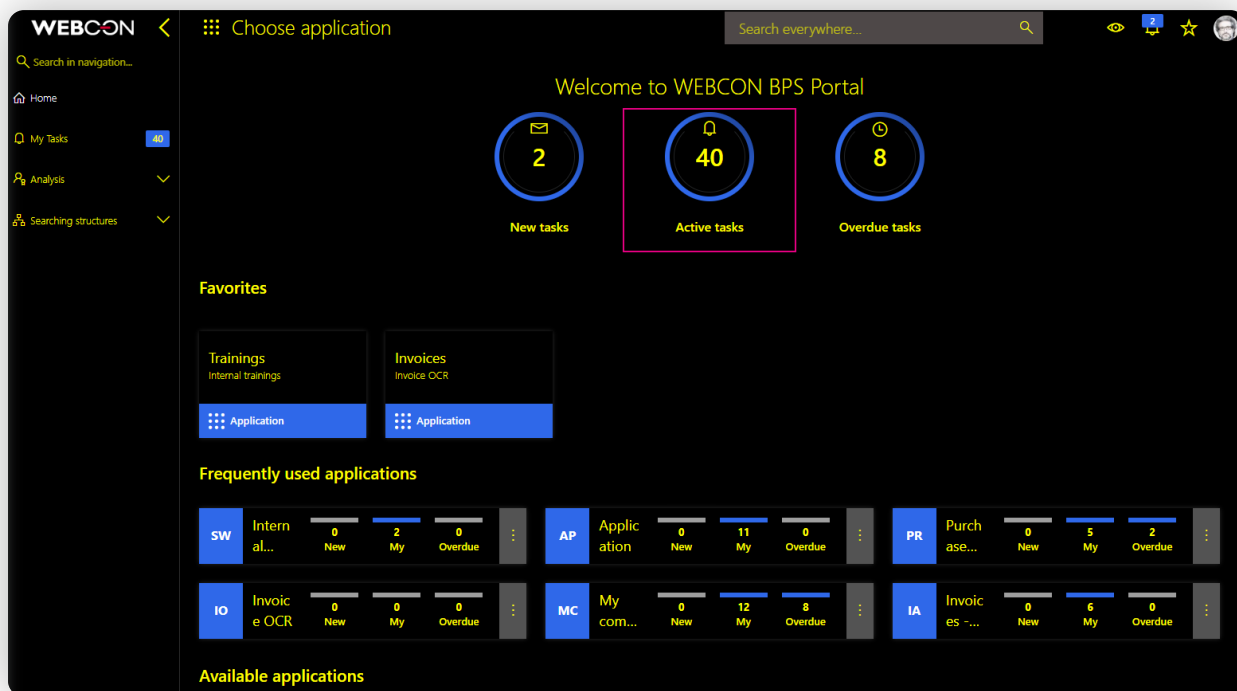 WEBCON
Choose application
Search everywhere...
2
Search in navigation...
Home
My Tasks
40
Analysis
Searching structures
Welcome to WEBCON BPS Portal
2
New tasks
40
Active tasks
8
Overdue tasks
Favorites
Trainings
Internal trainings
Application
Invoices
Invoice OCR
Application
Frequently used applications
SW
Intern
al...
0
New
2
My
0
Overdue
AP
Applic
ation
0
New
11
My
0
Overdue
PR
Purch
ase...
0
New
5
My
2
Overdue
IO
Invoic
e OCR
0
New
0
My
0
Overdue
MC
My
com...
0
New
12
My
8
Overdue
IA
Invoic
es -...
0
New
6
My
0
Overdue
Available applications